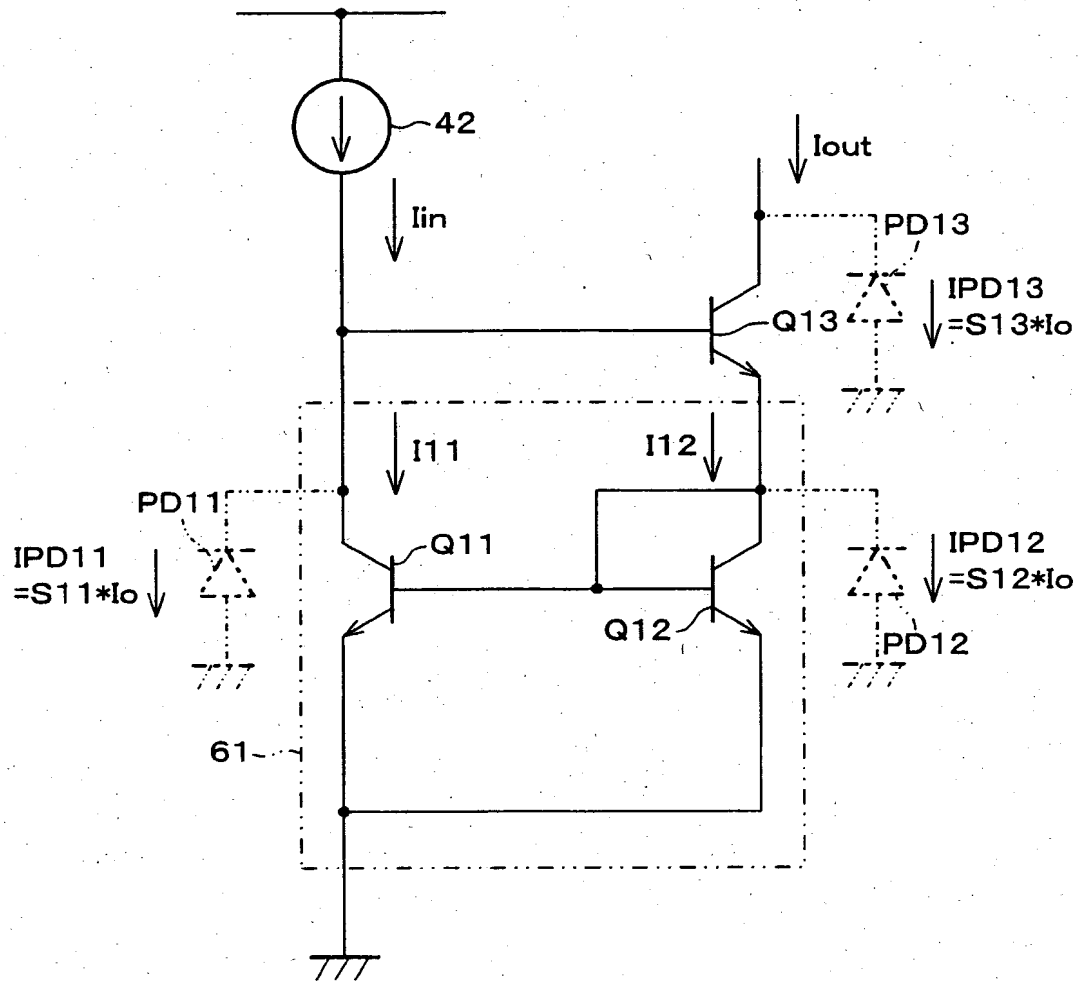 42
Iout
Iin
PD13
IPD13
=S13*Io
Q13
I11
I12
PD11
IPD11
=S11*Io
Q11
IPD12
=S12*Io
Q12
PD12
61